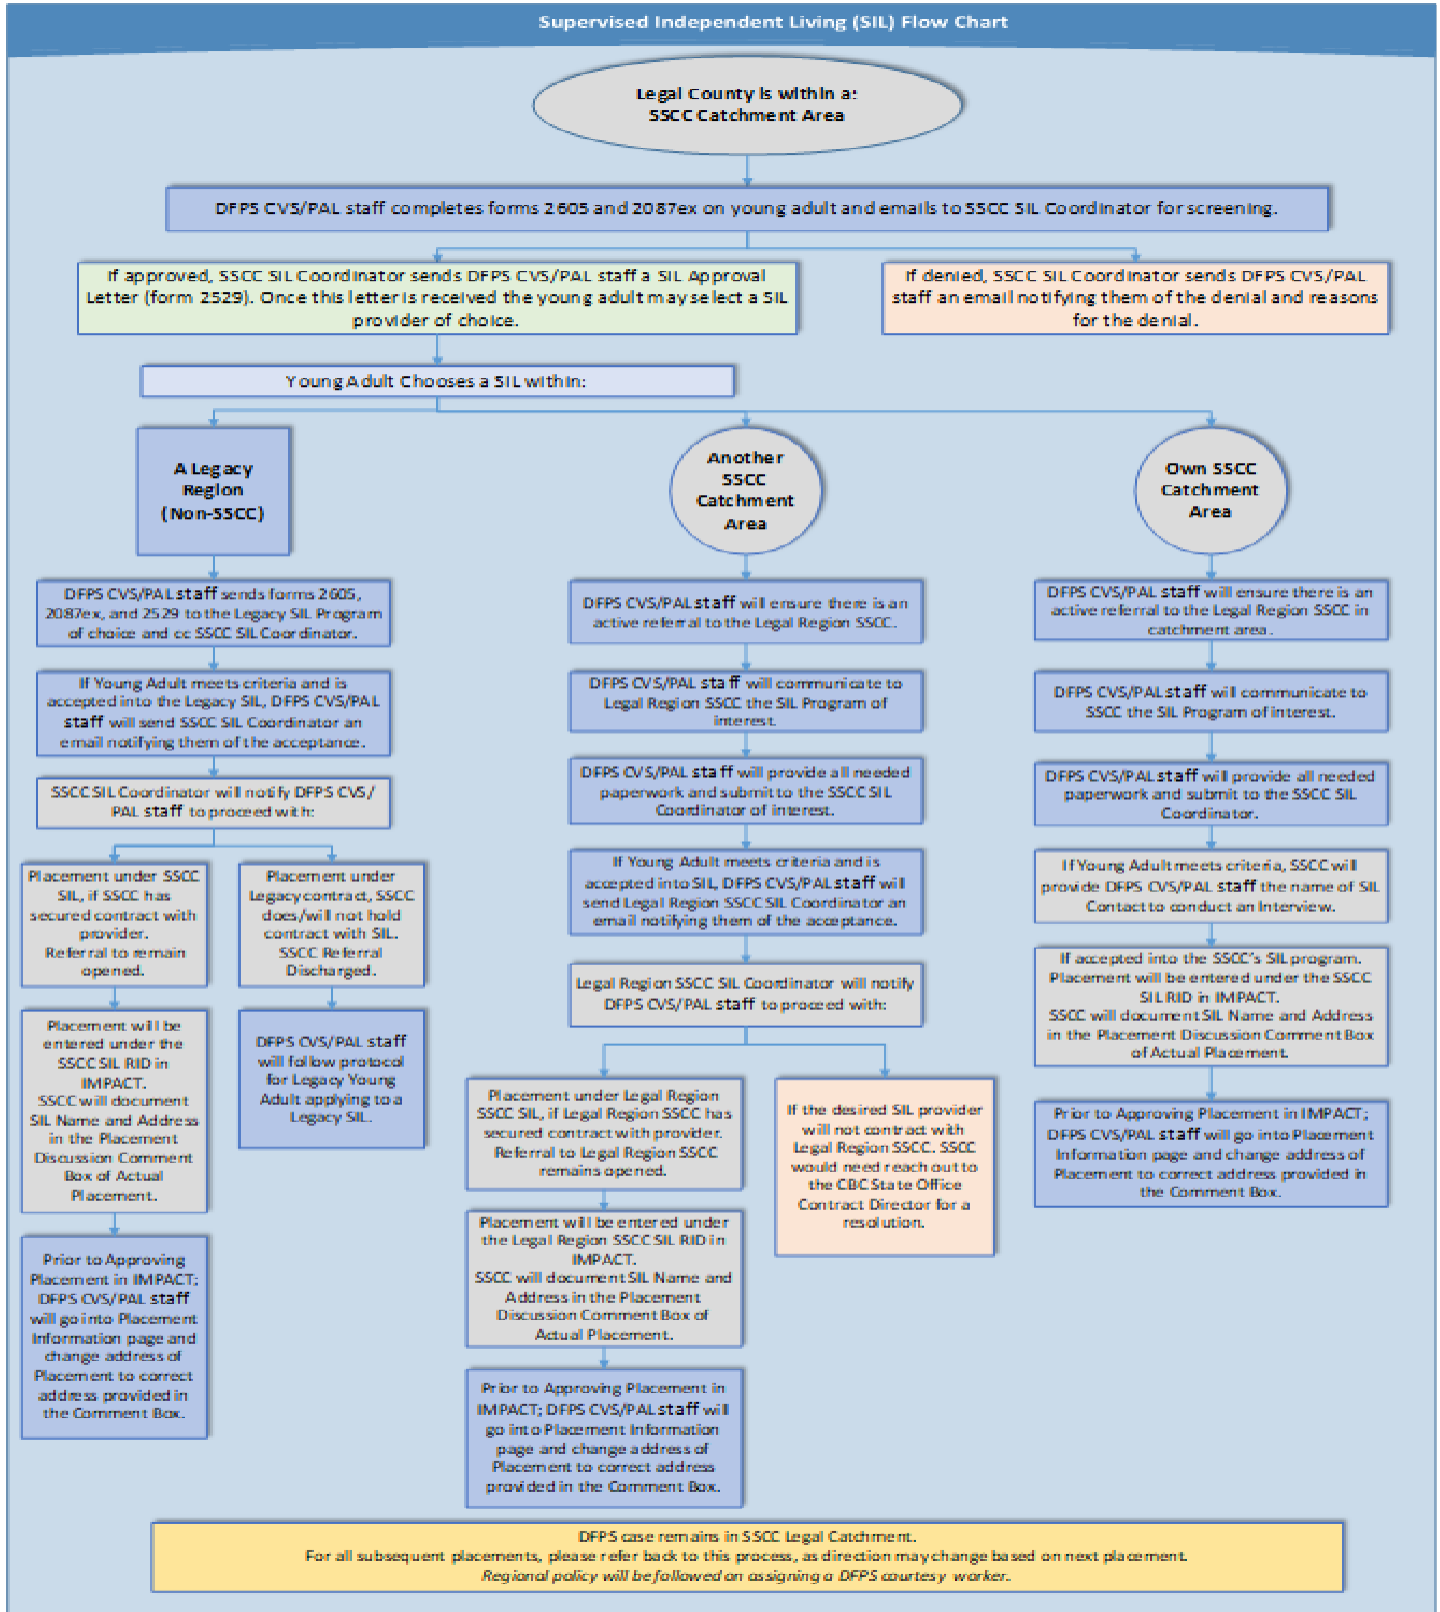 Supervised Independent Living (SIL) Flow Chart
Legal County is within a:
SSCC Catchment Area
DFPS CVS/PAL staff completes forms 2605 and 2087ex on young adult and emails to SSCC SIL Coordinator for screening.
If approved, SSCC SIL Coordinator sends DFPS CVS/PAL staff a SIL Approval
Letter (form 2529). Once this letter is received the young adult may select a SIL
provider of choice.
If denied, SSCC SIL Coordinator sends DFPS CVS/PAL
staff an email notifying them of the denial and reasons
for the denial.
Young Adult Chooses a SIL within:
A Legacy
Region
(Non-SSCC)
DFPS CVS/PAL staff sends forms 2605,
2087ex, and 2529 to the Legacy SIL Program
of choice and cc SSCC SIL Coordinator.
If Young Adult meets criteria and is
accepted into the Legacy SIL, DFPS CVS/PAL
staff will send SSCC SIL Coordinator an
email notifying them of the acceptance.
SSCC SIL Coordinator will notify DFPS CVS/
PAL staff to proceed with:
Placement under SSCC
SIL, if SSCC has
secured contract with
provider.
Referral to remain
opened.
Placement will be
entered under the
SSCC SIL RID in
IMPACT.
SSCC will document
SIL Name and Address
in the Placement
Discussion Comment
Box of Actual
Placement.
Prior to Approving
Placement in IMPACT;
DFPS CVS/PAL staff
will go into Placement
Information page and
change address of
Placement to correct
address provided in
the Comment Box.
Placement under
Legacy contract, SSCC
does/will not hold
contract with SIL.
SSCC Referral
Discharged.
DFPS CVS/PAL staff
will follow protocol
for Legacy Young
Adult applying to a
Legacy SIL.
Another
SSCC
Catchment
Area
DFPS CVS/PAL staff will ensure there is an
active referral to the Legal Region SSCC.
DFPS CVS/PAL staff will communicate to
Legal Region SSCC the SIL Program of
interest.
DFPS CVS/PAL staff will provide all needed
paperwork and submit to the SSCC SIL
Coordinator of interest.
If Young Adult meets criteria and is
accepted into SIL, DFPS CVS/PAL staff will
send Legal Region SSCC SIL Coordinator an
email notifying them of the acceptance.
Legal Region SSCC SIL Coordinator will notify
DFPS CVS/PAL staff to proceed with:
Placement under Legal Region
SSCC SIL, if Legal Region SSCC has
secured contract with provider.
Referral to Legal Region SSCC
remains opened.
Placement will be entered under
the Legal Region SSCC SIL RID in
IMPACT.
SSCC will document SIL Name and
Address in the Placement
Discussion Comment Box of
Actual Placement.
Prior to Approving Placement in
IMPACT; DFPS CVS/PAL staff will
go into Placement Information
page and change address of
Placement to correct address
provided in the Comment Box.
If the desired SIL provider
will not contract with
Legal Region SSCC. SSCC
would need reach out to
the CBC State Office
Contract Director for a
resolution.
Own SSCC
Catchment
Area
DFPS CVS/PAL staff will ensure there is an
active referral to the Legal Region SSCC in
catchment area.
DFPS CVS/PAL staff will communicate to
SSCC the SIL Program of interest.
DFPS CVS/PAL staff will provide all needed
paperwork and submit to the SSCC SIL
Coordinator.
If Young Adult meets criteria, SSCC will
provide DFPS CVS/PAL staff the name of SIL
Contact to conduct an Interview.
If accepted into the SSCC's SIL program.
Placement will be entered under the SSCC
SIL RID in IMPACT.
SSCC will document SIL Name and Address
in the Placement Discussion Comment Box
of Actual Placement.
Prior to Approving Placement in IMPACT;
DFPS CVS/PAL staff will go into Placement
Information page and change address of
Placement to correct address provided in
the Comment Box.
DFPS case remains in SSCC Legal Catchment.
For all subsequent placements, please refer back to this process, as direction may change based on next placement.
Regional policy will be followed on assigning a DFPS courtesy worker.